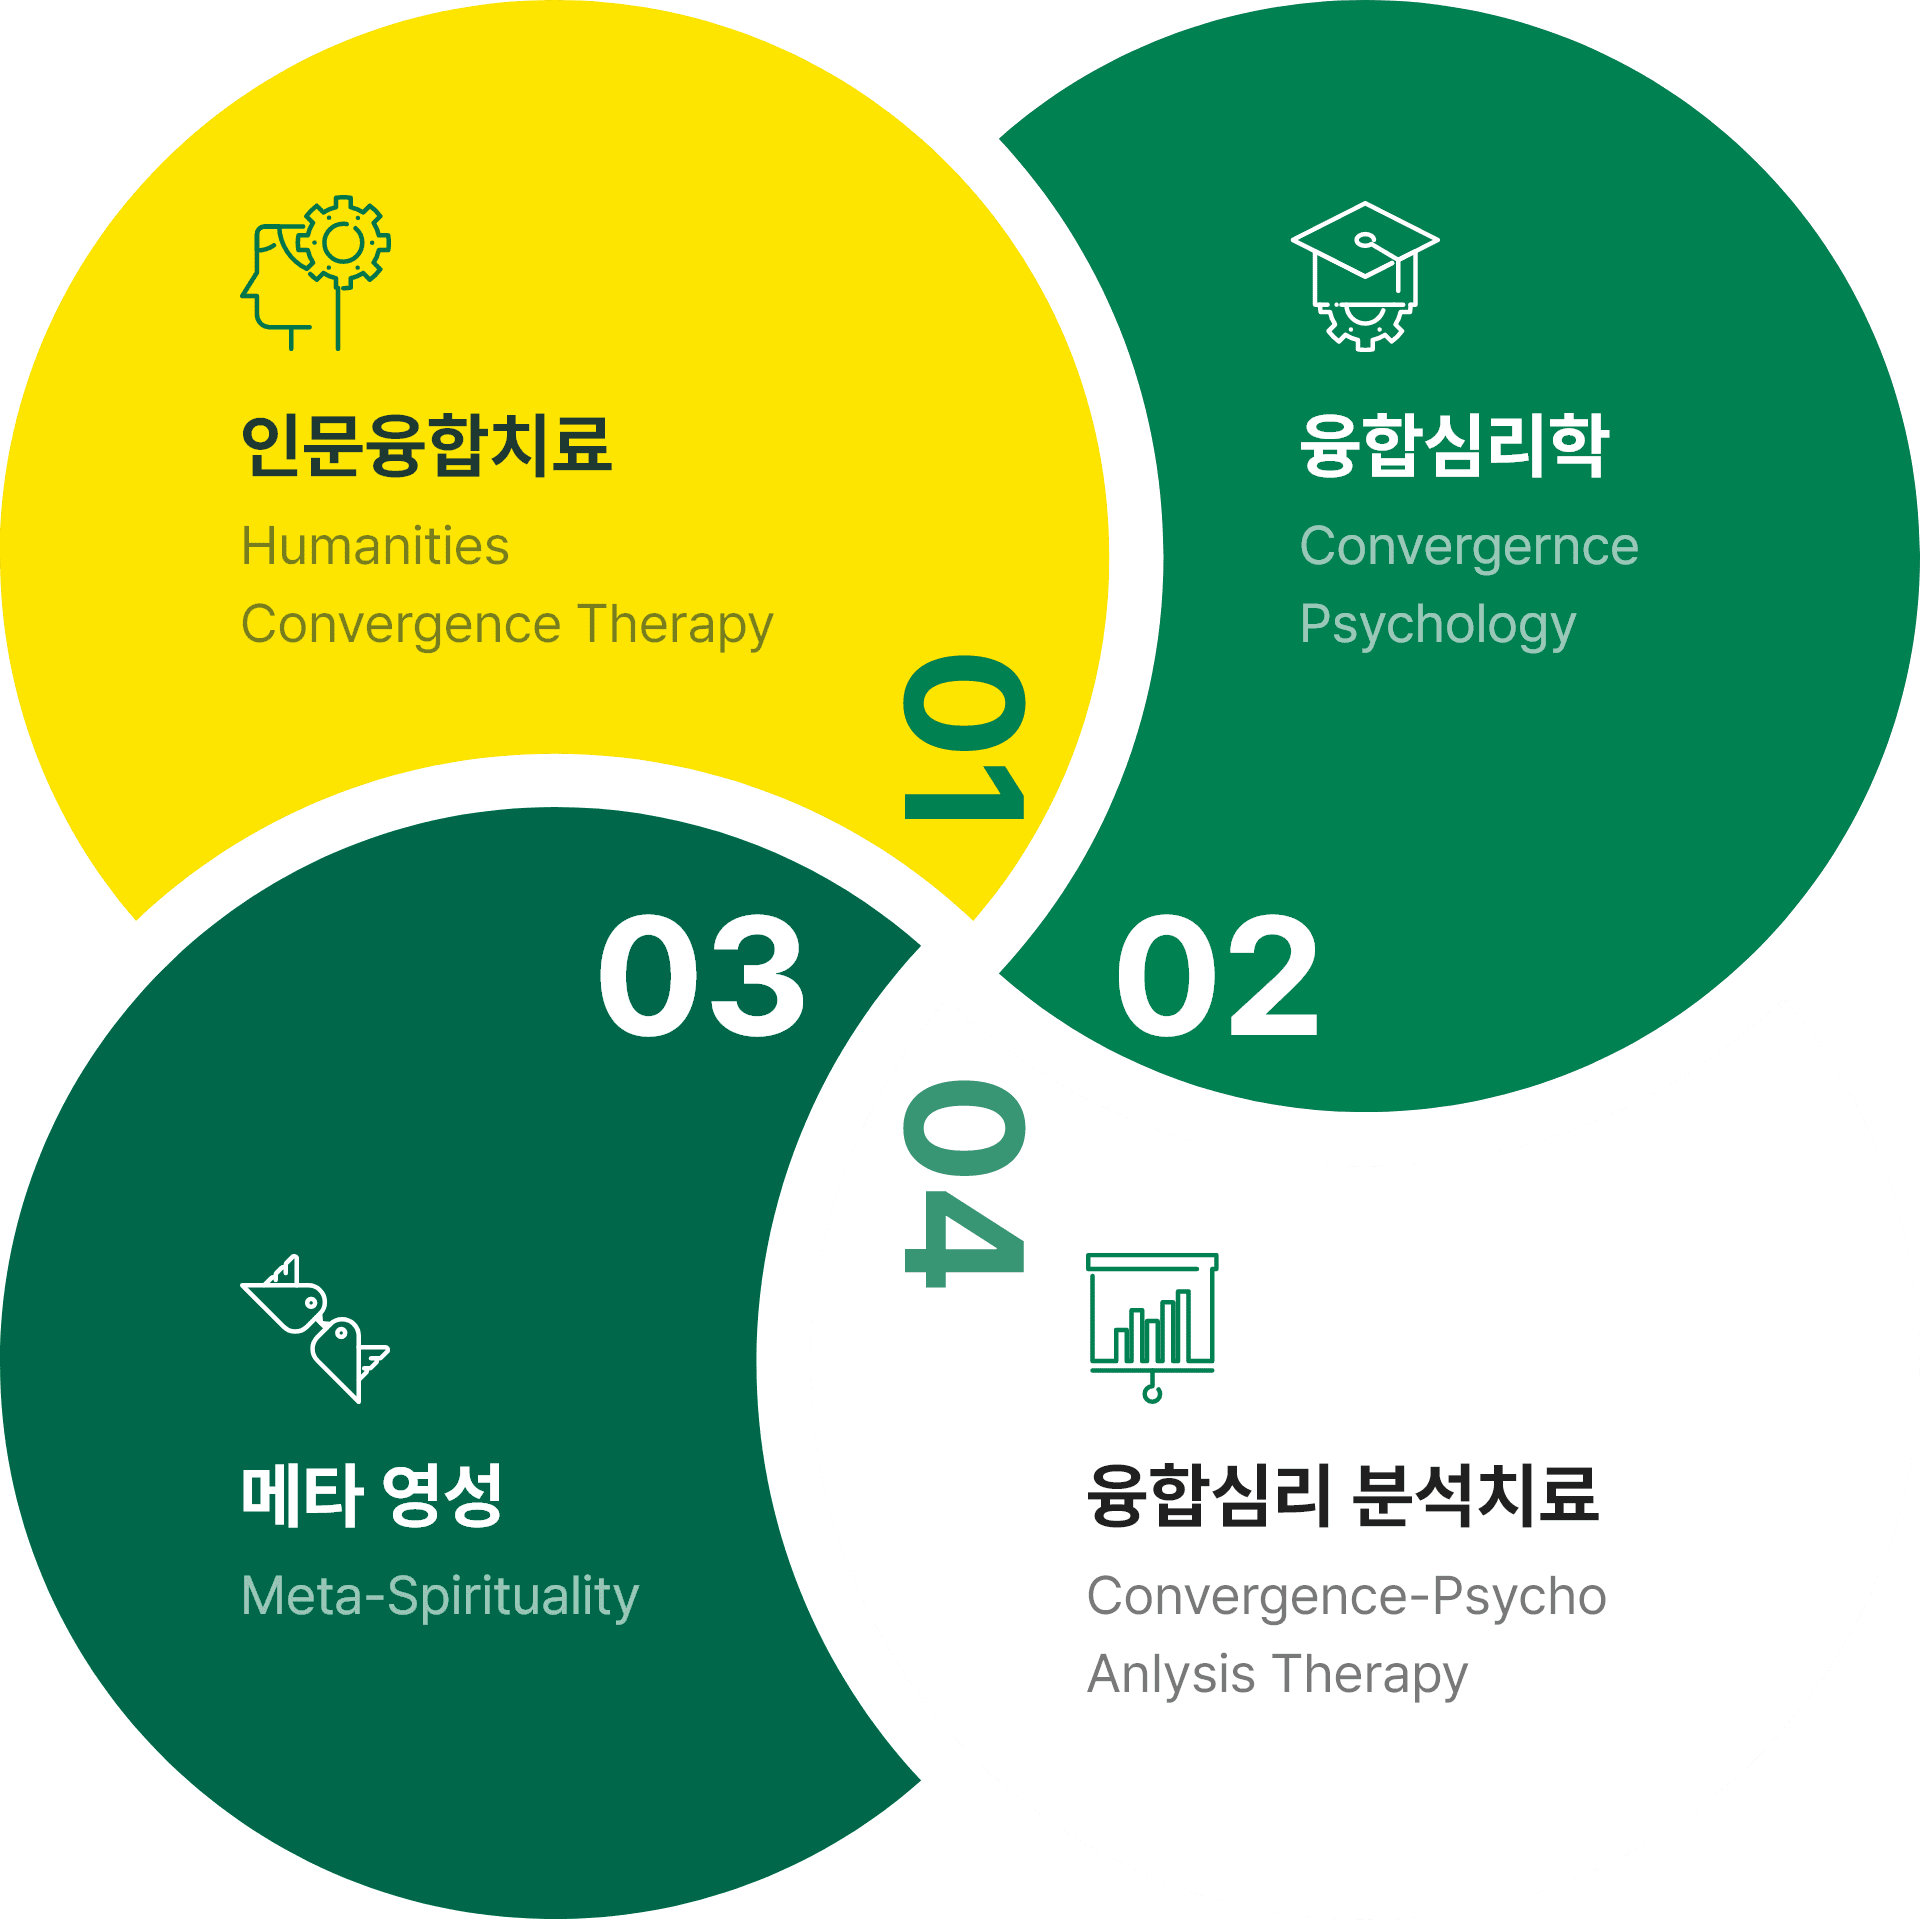 인문융합치료
Humanities
Convergence Therapy
01
융합심리학
Convergernce
Psychology
02
03
메타 영성
Meta-Spirituality
04
융합심리 분석치료
Convergence-Psycho
Anlysis Therapy